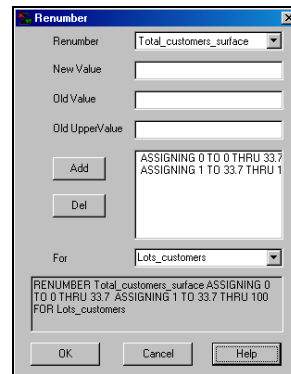 Renumber
Renumber Total_customers_surface
New Value
Old Value
Old UpperValue
Add
ASSIGNING 0 TO 0 THRU 33.7
ASSIGNING 1 TO 33.7 THRU 1
Del
For Lots_customers
RENUMBER Total_customers_surface ASSIGNING 0
TO 0 THRU 33.7 ASSIGNING 1 TO 33.7 THRU 100
FOR Lots_customers
OK Cancel Help